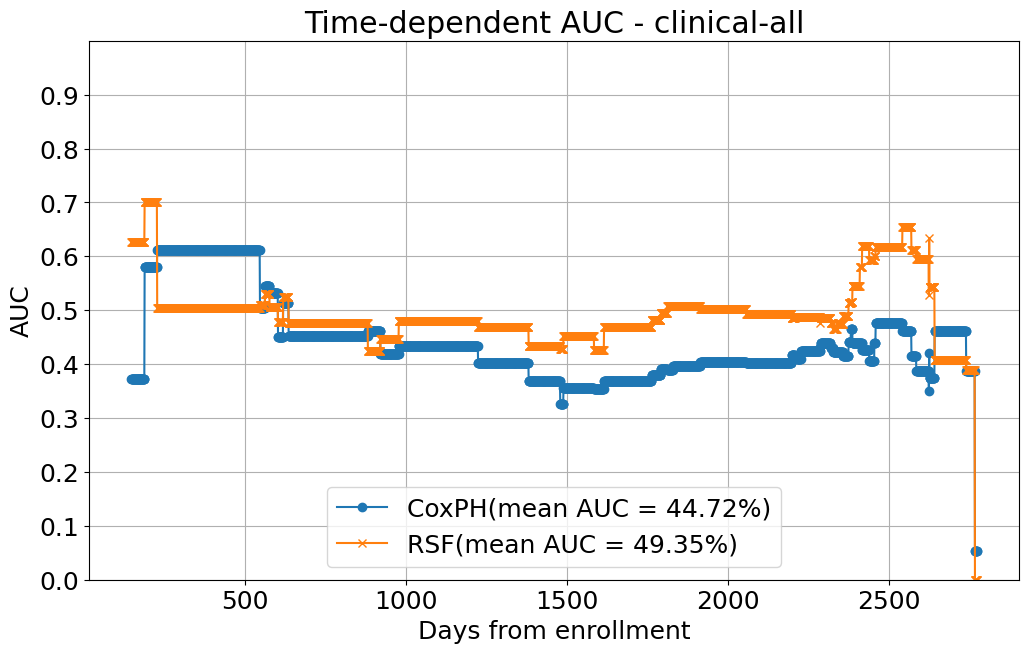 Time-dependent AUC - clinical-all
AUC
0.9
0.8
0.7
0.6
0.5
0.4
0.3
0.2
0.1
0.0
CoxPH(mean AUC = 44.72%)
RSF(mean AUC = 49.35%)
500 1000 1500 2000 2500
Days from enrollment